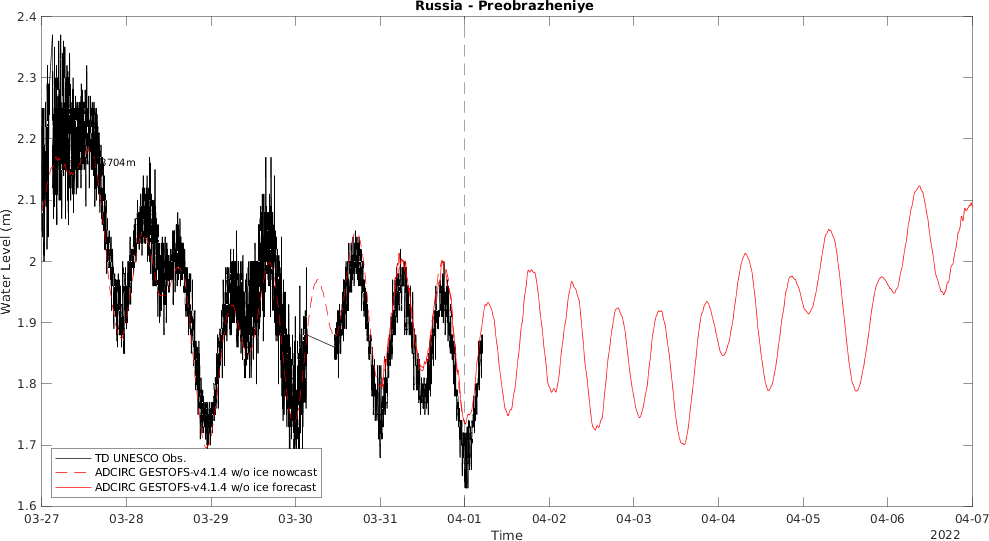 Russia - Preobrazheniye
2.4
2.3
2.2
2.1
2
1.9
1.8
1.7
1.6
Water Level (m)
TD UNESCO Obs.
ADCIRC GESTOFS-v4.1.4 w/o ice nowcast
ADCIRC GESTOFS-v4.1.4 w/o ice forecast
03-27 03-28 03-29 03-30 03-31 04-01 04-02 04-03 04-04 04-05 04-06 04-07
Time
2022